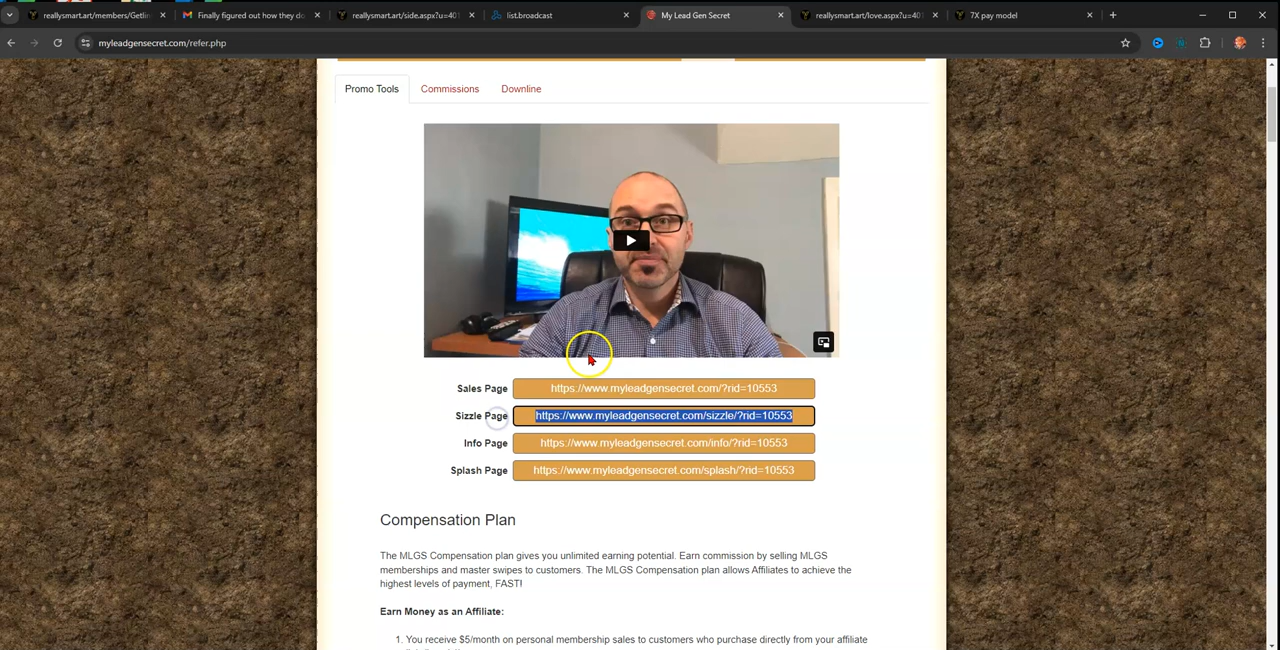 reallysmart.art/members/Getlin
Finally figured out how they do
reallysmart.art/side.aspx?u=401
list.broadcast
My Lead Gen Secret
reallysmart.art/love.aspx?u=401
7X pay model
myleadgensecret.com/refer.php
Promo Tools
Commissions
Downline
Sales Page https://www.myleadgensecret.com/?rid=10553
Sizzle Page https://www.myleadgensecret.com/sizzle/?rid=10553
Info Page https://www.myleadgensecret.com/info/?rid=10553
Splash Page https://www.myleadgensecret.com/splash/?rid=10553
Compensation Plan
The MLGS Compensation plan gives you unlimited earning potential. Earn commission by selling MLGS
memberships and master swipes to customers. The MLGS Compensation plan allows Affiliates to achieve the
highest levels of payment, FAST!
Earn Money as an Affiliate:
1. You receive $5/month on personal membership sales to customers who purchase directly from your affiliate